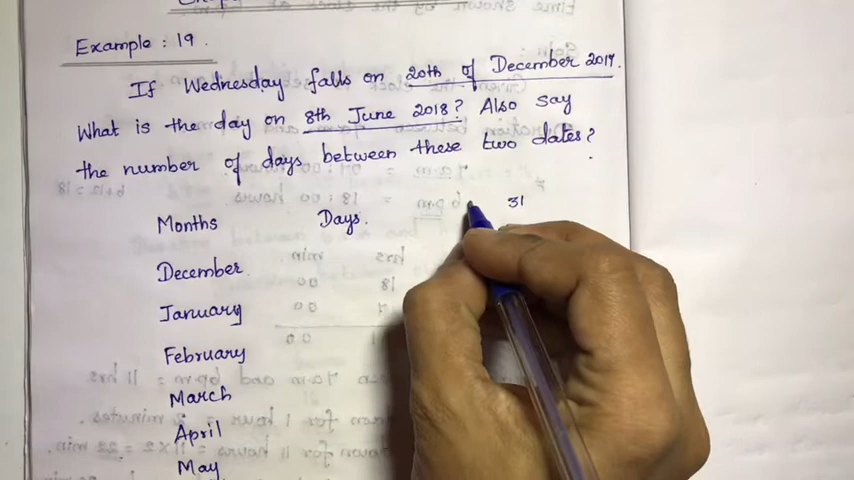 Example : 19.
If Wednesday falls on 20th of December 2017.
What is the day on 8th June 2018? Also say
the number of days between these two dates?
31
Months Days.
December
January
February
March
April
May